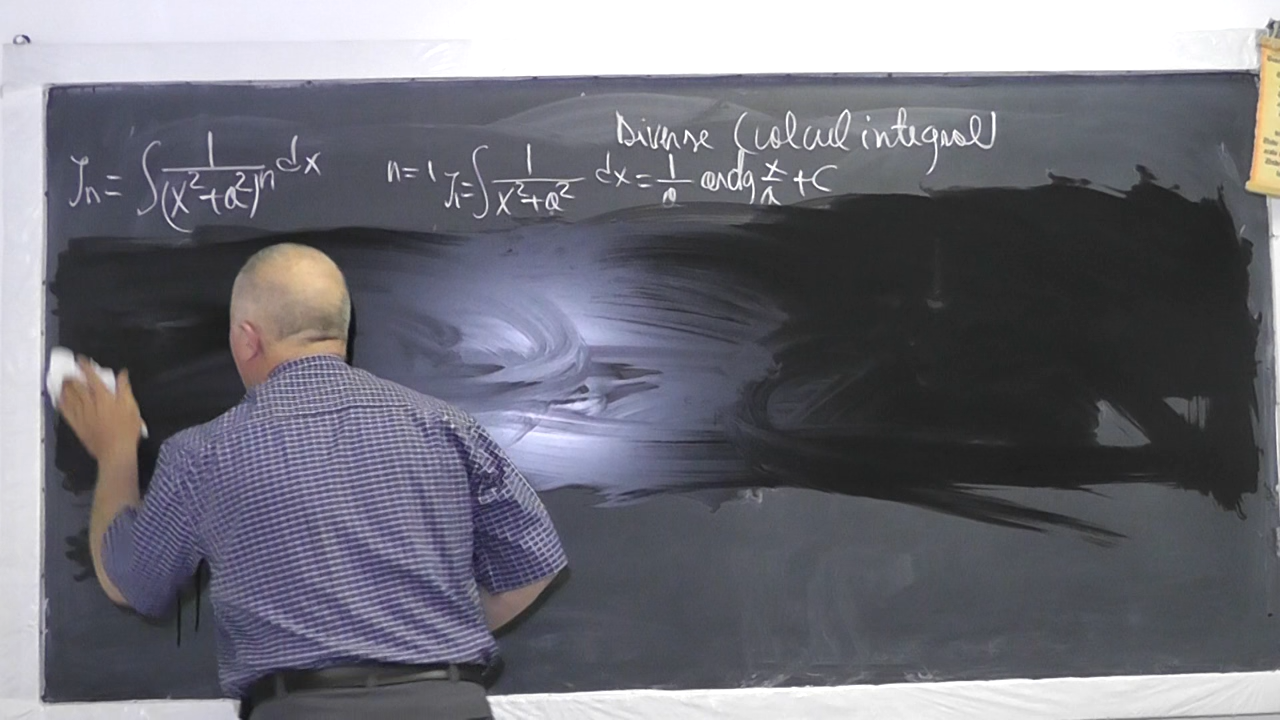 Diverse (calcul integral)
Jn = ∫ 1/(x²+a²)ⁿ dx n=1 J1=∫ 1/(x²+a²) dx = 1/a arctg x/a + C